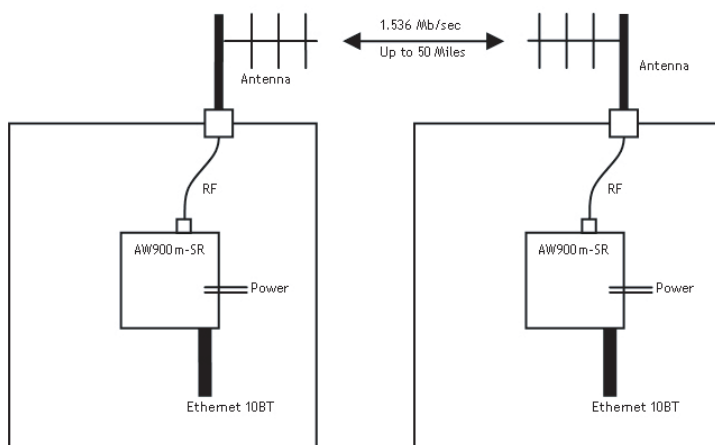 1.536 Mb/sec
Up to 50 Miles
Antenna
Antenna
RF
RF
AW900m-SR
AW900m-SR
Power
Power
Ethernet 10BT
Ethernet 10BT